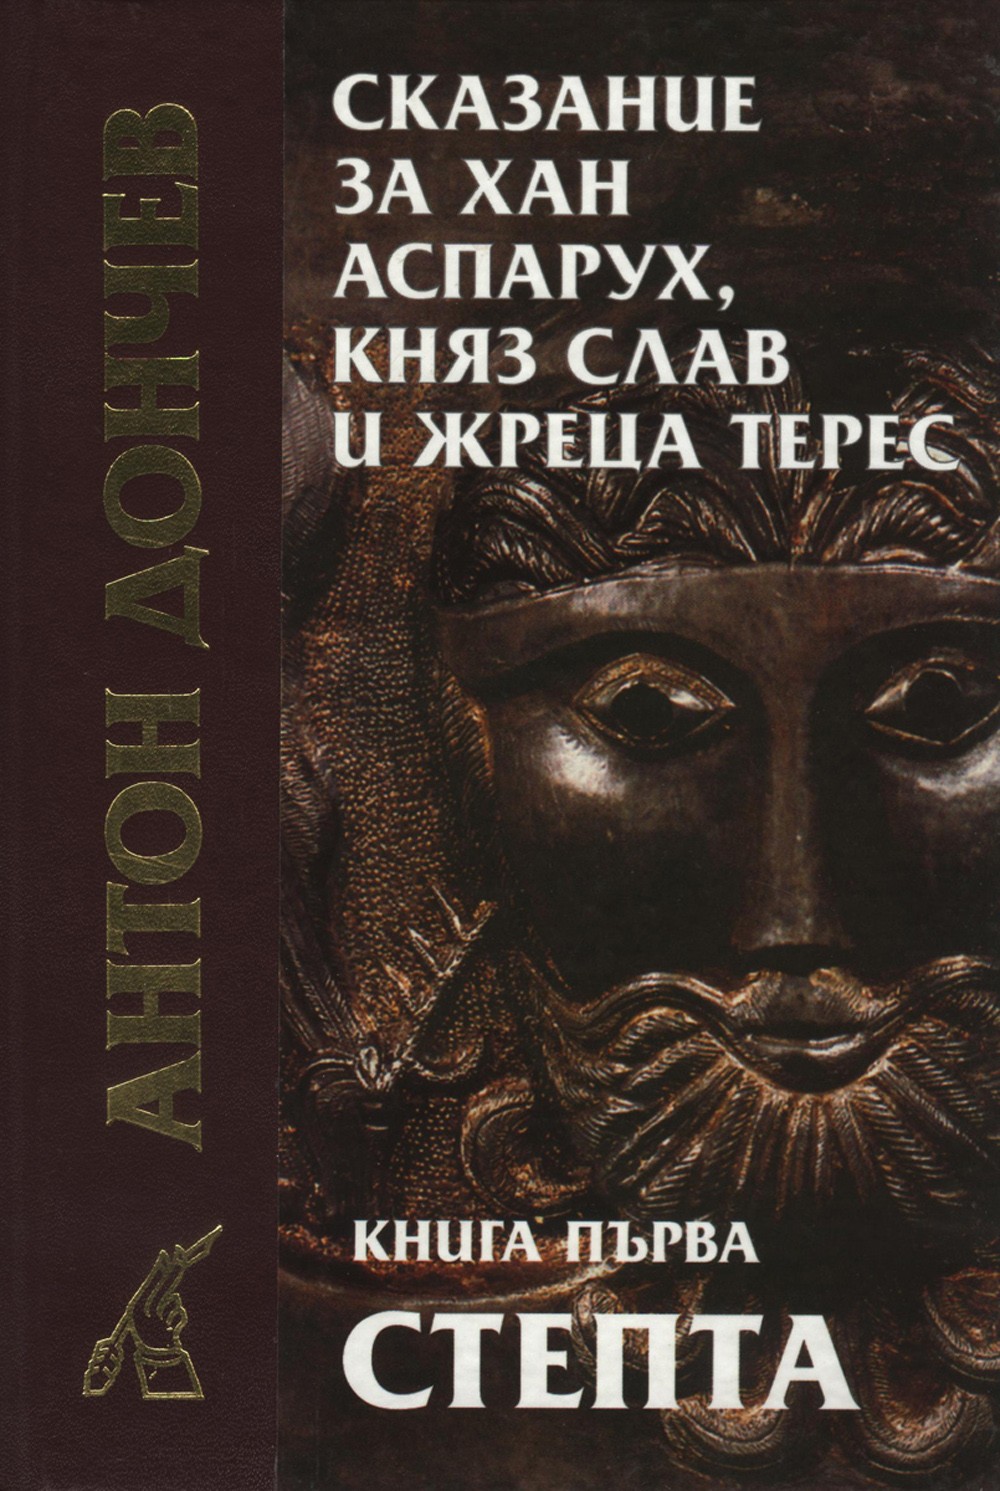 АНТОН ДОНЧЕВ
СКАЗАНИЕ
ЗА ХАН
АСПАРУХ,
КНЯЗ СЛАВ
И ЖРЕЦА ТЕРЕС
КНИГА ПЪРВА
СТЕПТА